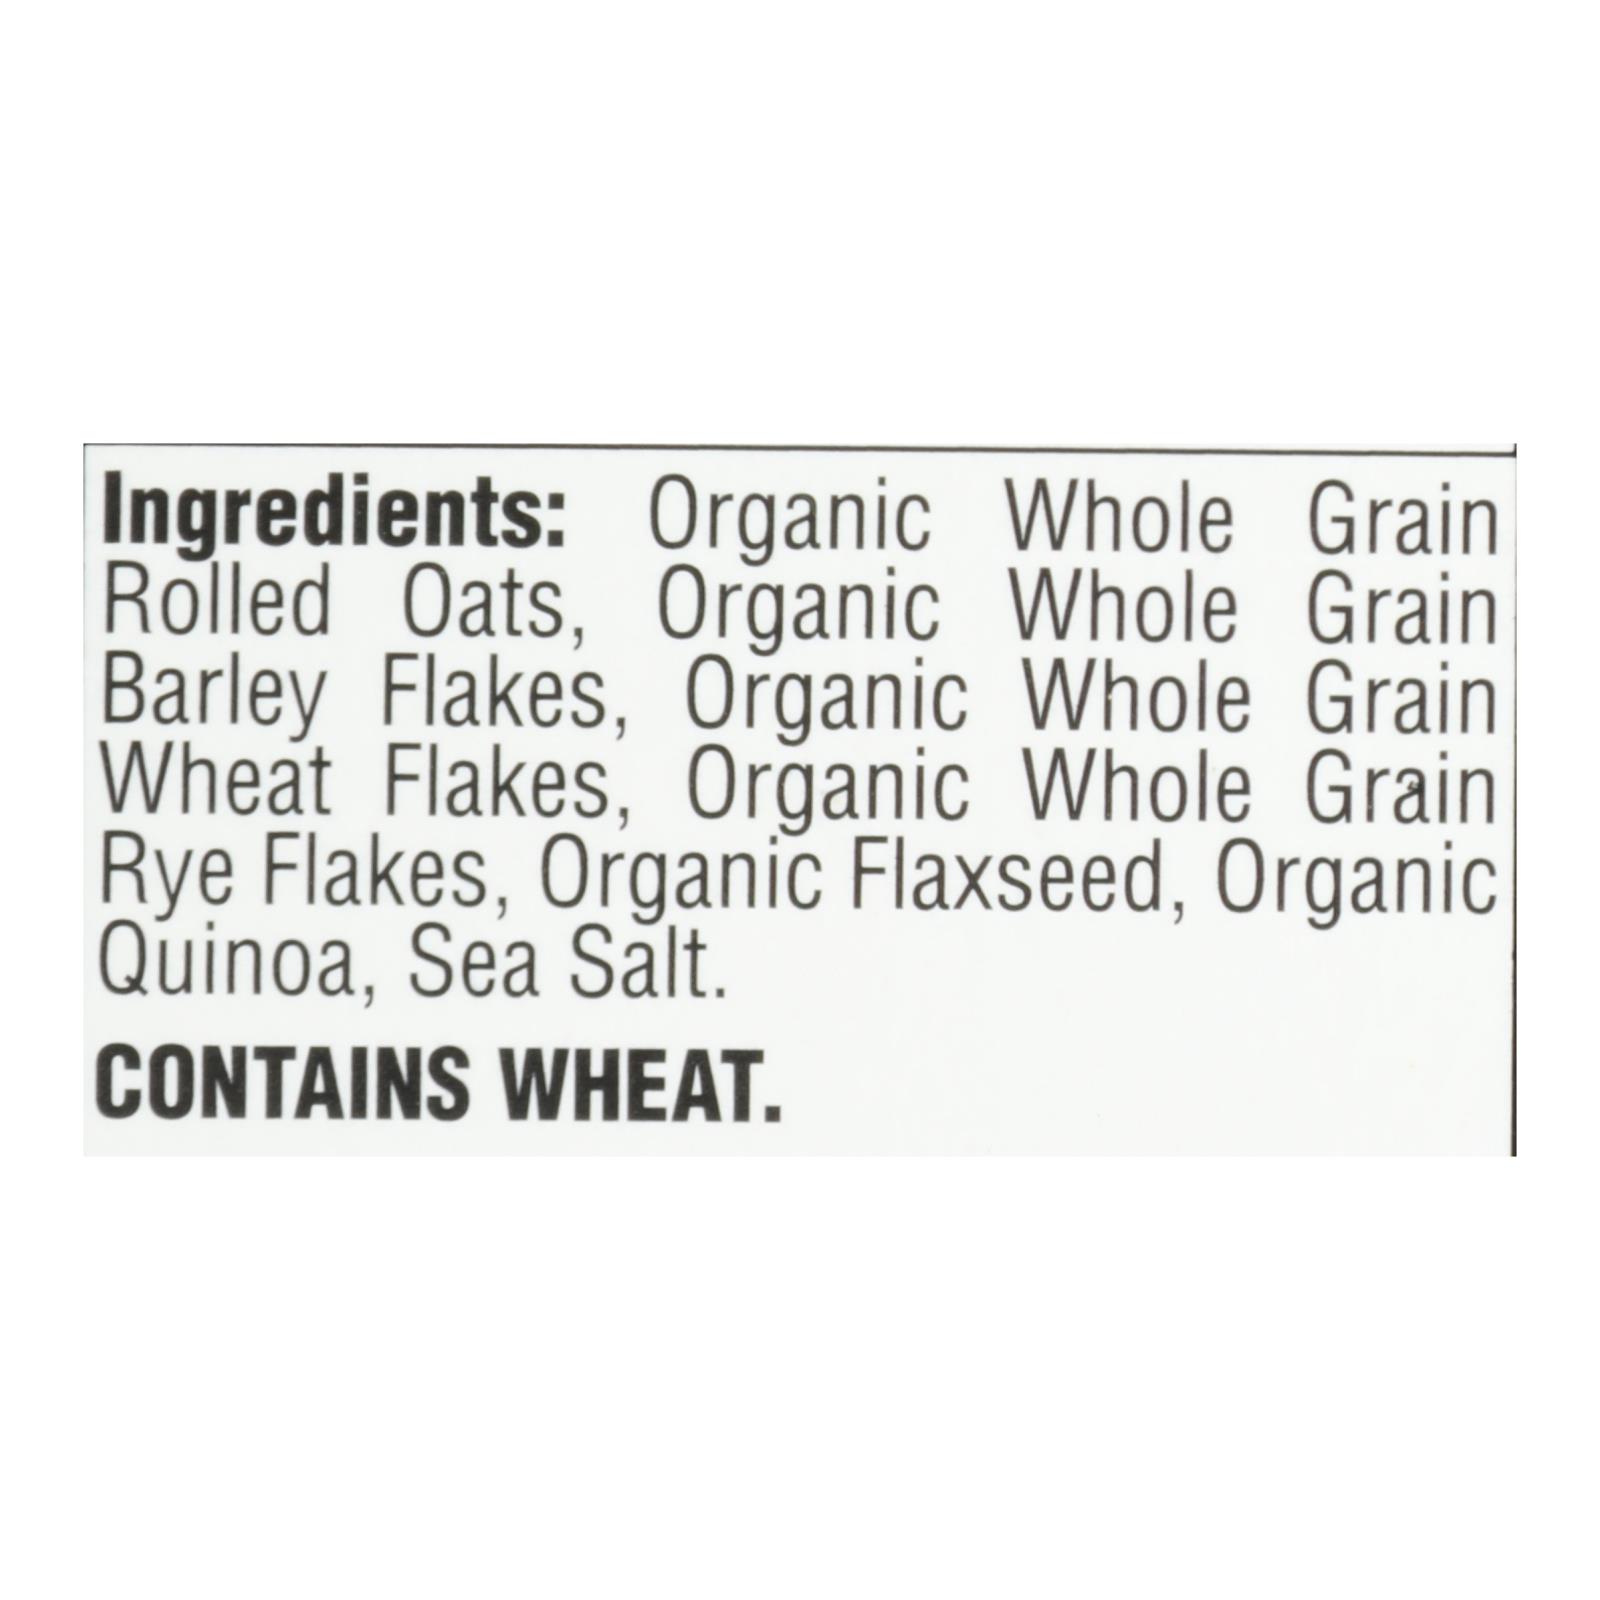 Ingredients: Organic Whole Grain
Rolled Oats, Organic Whole Grain
Barley Flakes, Organic Whole Grain
Wheat Flakes, Organic Whole Grain
Rye Flakes, Organic Flaxseed, Organic
Quinoa, Sea Salt.
CONTAINS WHEAT.